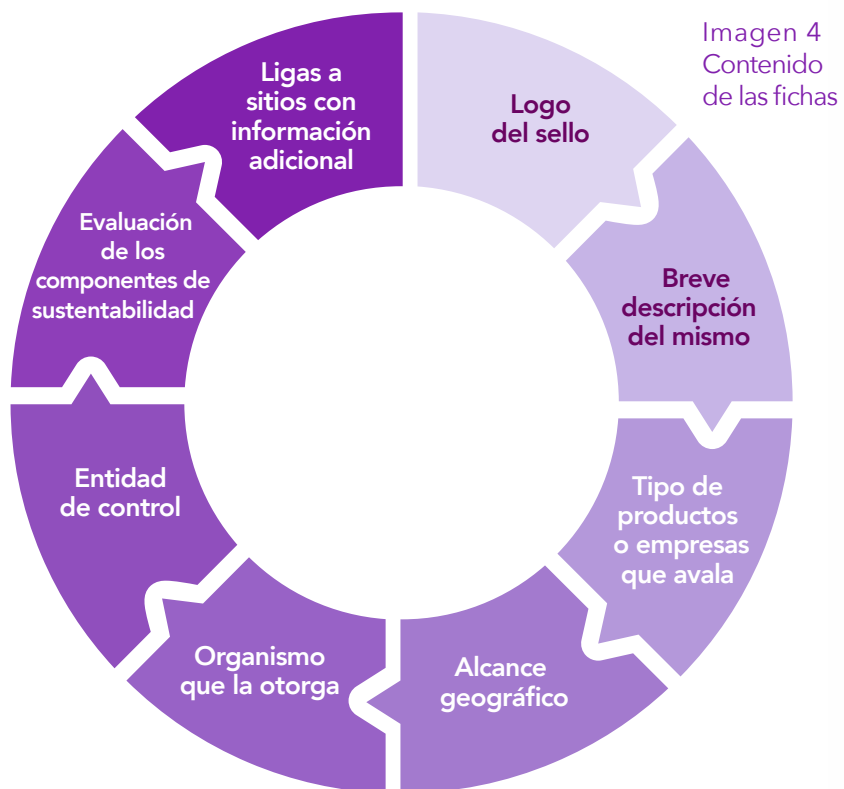 Imagen 4
Contenido
de las fichas
Logo
del sello
Breve
descripción
del mismo
Tipo de
productos
o empresas
que avala
Alcance
geográfico
Organismo
que la otorga
Entidad
de control
Evaluación
de los
componentes de
sustentabilidad
Ligas a
sitios con
información
adicional